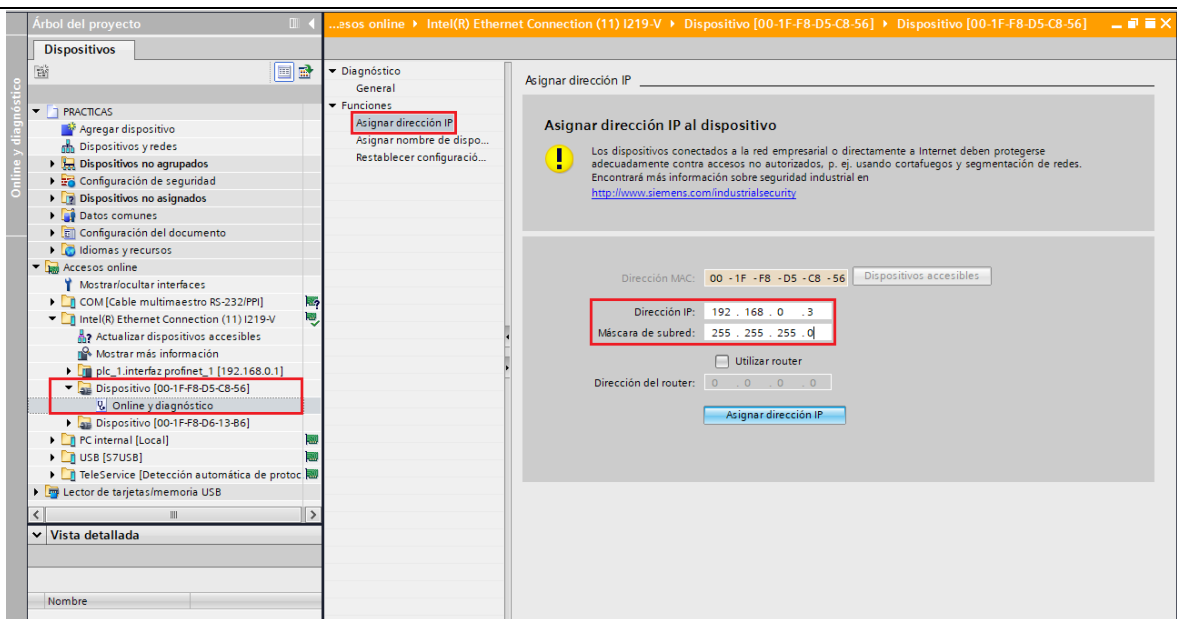 Árbol del proyecto
...esos online ▸ Intel(R) Ethernet Connection (11) I219-V ▸ Dispositivo [00-1F-F8-D5-C8-56] ▸ Dispositivo [00-1F-F8-D5-C8-56]
Online y diagnóstico
Dispositivos
PRACTICAS
Agregar dispositivo
Dispositivos y redes
Dispositivos no agrupados
Configuración de seguridad
Dispositivos no asignados
Datos comunes
Configuración del documento
Idiomas y recursos
Accesos online
Mostrar/ocultar interfaces
COM [Cable multimaestro RS-232/PPI]
Intel(R) Ethernet Connection (11) I219-V
Actualizar dispositivos accesibles
Mostrar más información
plc_1.interfaz profinet_1 [192.168.0.1]
Dispositivo [00-1F-F8-D5-C8-56]
Online y diagnóstico
Dispositivo [00-1F-F8-D6-13-B6]
PC internal [Local]
USB [S7USB]
TeleService [Detección automática de protoc
Lector de tarjetas/memoria USB
Vista detallada
Nombre
Diagnóstico
General
Funciones
Asignar dirección IP
Asignar nombre de dispo...
Restablecer configuració...
Asignar dirección IP
Asignar dirección IP al dispositivo
Los dispositivos conectados a la red empresarial o directamente a Internet deben protegerse
adecuadamente contra accesos no autorizados, p. ej. usando cortafuegos y segmentación de redes.
Encontrará más información sobre seguridad industrial en
http://www.siemens.com/industrialsecurity
Dirección MAC: 00 -1F -F8 -D5 -C8 -56 Dispositivos accesibles
Dirección IP: 192 . 168 . 0 . 3
Máscara de subred: 255 . 255 . 255 . 0
Utilizar router
Dirección del router: 0 . 0 . 0 . 0
Asignar dirección IP